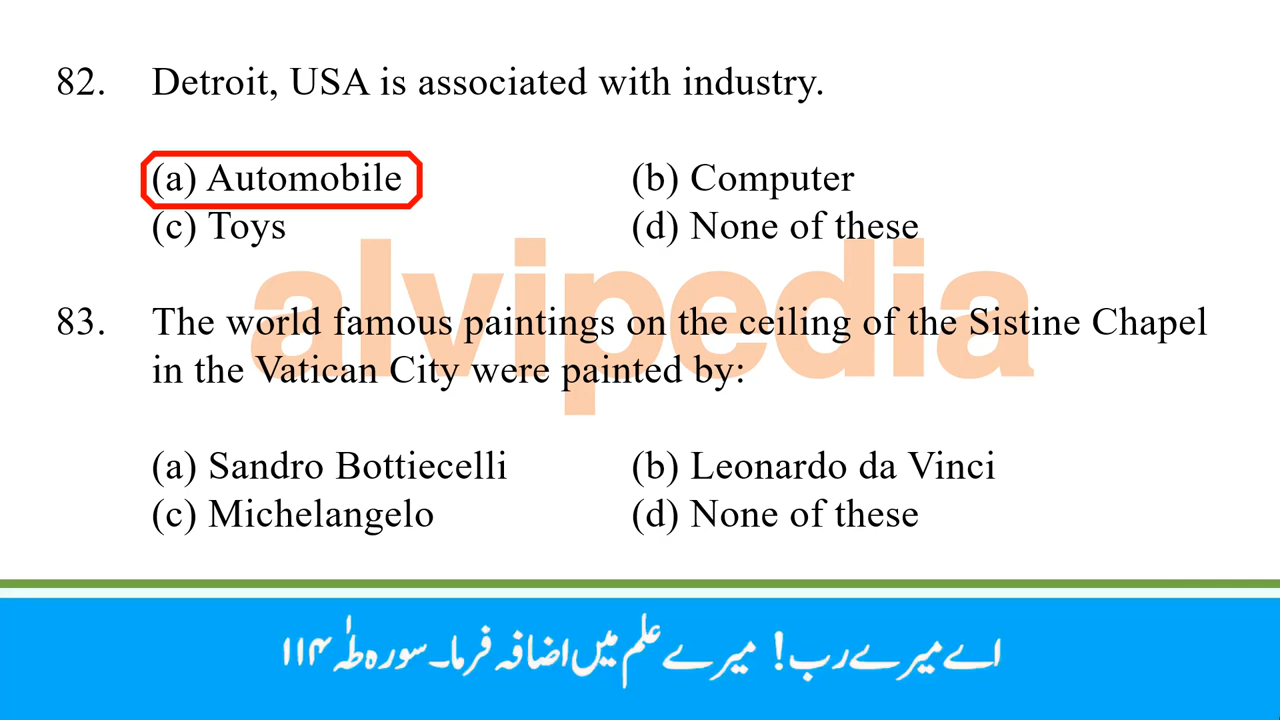 82. Detroit, USA is associated with industry.
(a) Automobile (b) Computer
(c) Toys (d) None of these
alvipedia
83. The world famous paintings on the ceiling of the Sistine Chapel
in the Vatican City were painted by:
(a) Sandro Bottiecelli (b) Leonardo da Vinci
(c) Michelangelo (d) None of these
اے میرے رب! میرے علم میں اضافہ فرما۔ سورہ طہٰ ۱۱۴